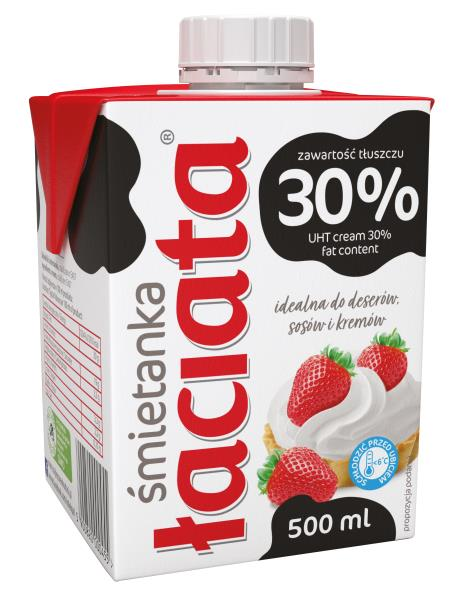 śmietanka
łaciata®
zawartość tłuszczu
30%
UHT cream 30%
fat content
idealna do deserów,
sosów i kremów
SCHŁODZIĆ PRZED UBICIEM
<6°C
500 ml
propozycja podania